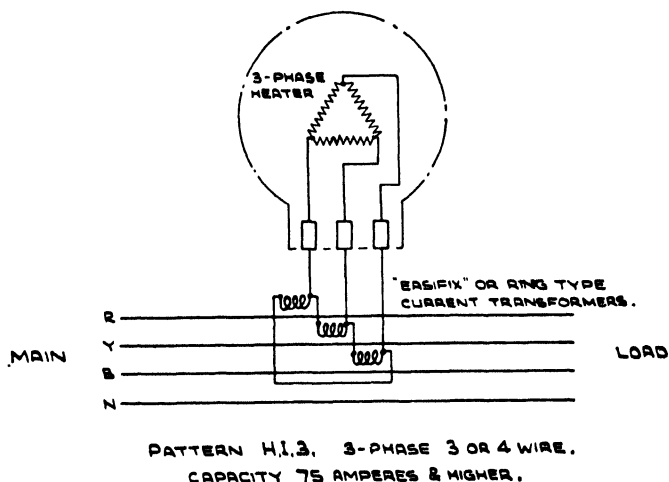 3-PHASE
HEATER
"EASIFIX" OR RING TYPE
CURRENT TRANSFORMERS.
R
Y
MAIN
LOAD
B
N
PATTERN H.I.3. 3-PHASE 3 OR 4 WIRE.
CAPACITY 75 AMPERES & HIGHER.